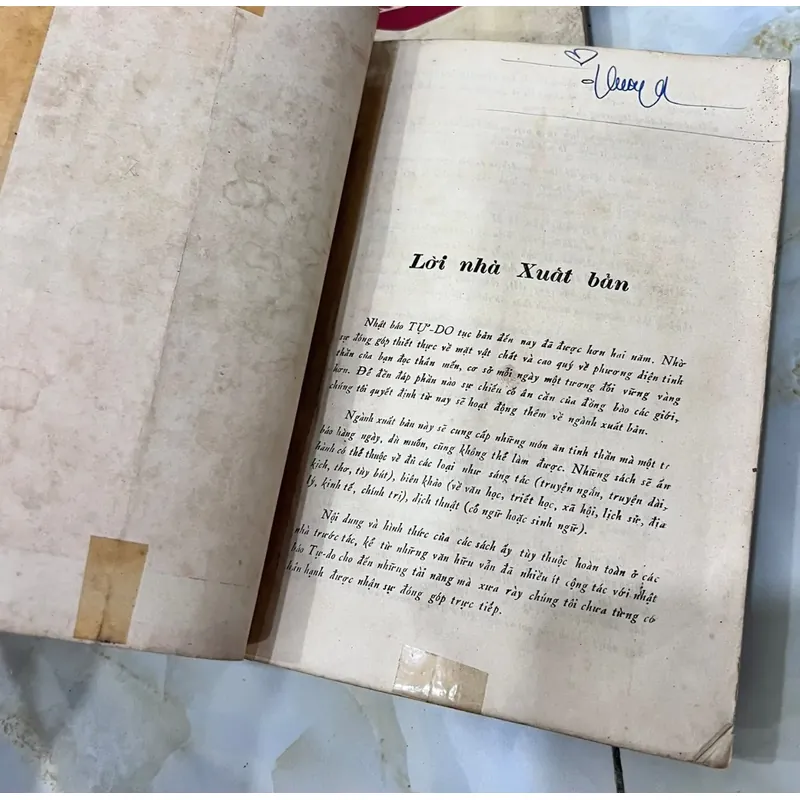 Lời nhà Xuất bản
Nhật báo TỰ-DO tục bản đến nay đã được hơn hai năm. Nhờ
sự đóng góp thiết thực về mặt vật chất và cao quý về phương diện tinh
thần của bạn đọc thân mến, cơ sở mỗi ngày một tương đối vững vàng
hơn. Để đền đáp phần nào sự chiếu cố ân cần của đồng bào các giới,
chúng tôi quyết định từ nay sẽ hoạt động thêm về ngành xuất bản.
Ngành xuất bản này sẽ cung cấp những món ăn tinh thần mà một tờ
báo hàng ngày, dù muốn, cũng không thể làm được. Những sách sẽ ấn
hành có thể thuộc về đủ các loại như sáng tác (truyện ngắn, truyện dài,
kịch, thơ, tùy bút), biên khảo (về văn học, triết học, xã hội, lịch sử, địa
lý, kinh tế, chính trị), dịch thuật (cổ ngữ hoặc sinh ngữ).
Nội dung và hình thức của các sách ấy tùy thuộc hoàn toàn ở các
nhà trước tác, kể từ những văn hữu vẫn đã nhiều ít cộng tác với nhật
báo Tự-do cho đến những tài năng mà xưa rày chúng tôi chưa từng có
hân hạnh được nhận sự đóng góp trực tiếp.